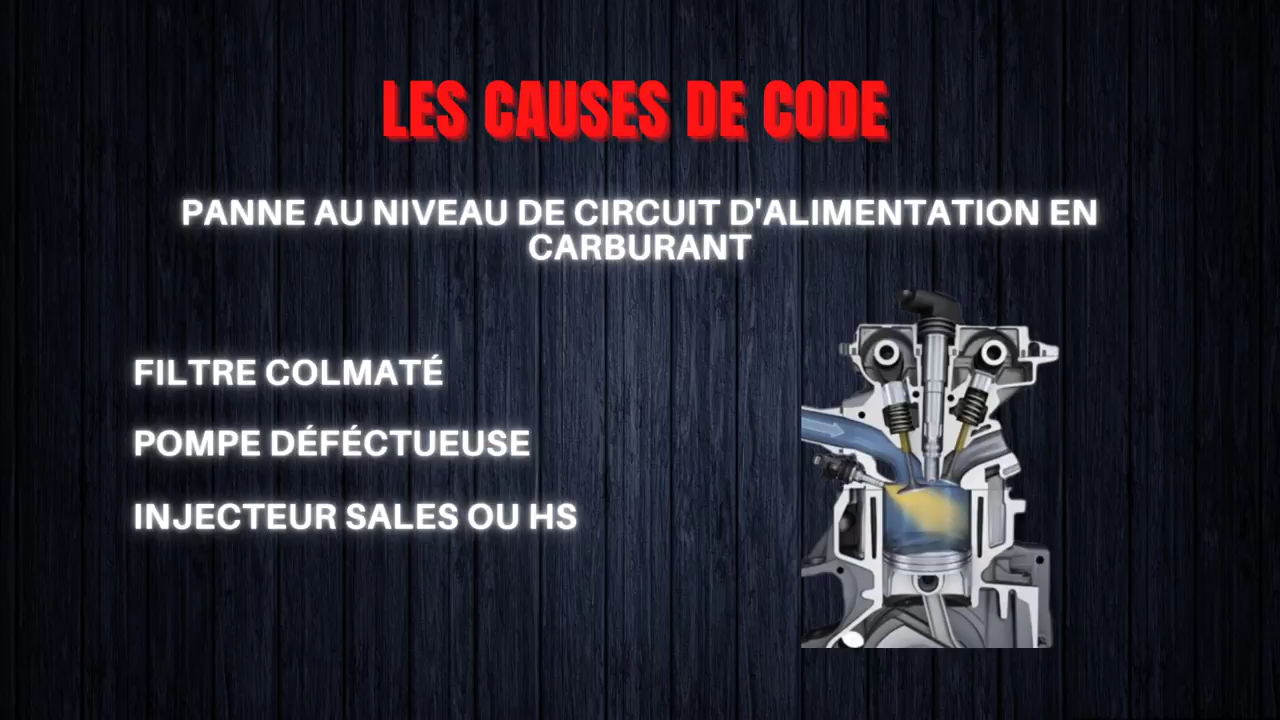 LES CAUSES DE CODE
PANNE AU NIVEAU DE CIRCUIT D'ALIMENTATION EN
CARBURANT
FILTRE COLMATÉ
POMPE DÉFÉCTUEUSE
INJECTEUR SALES OU HS